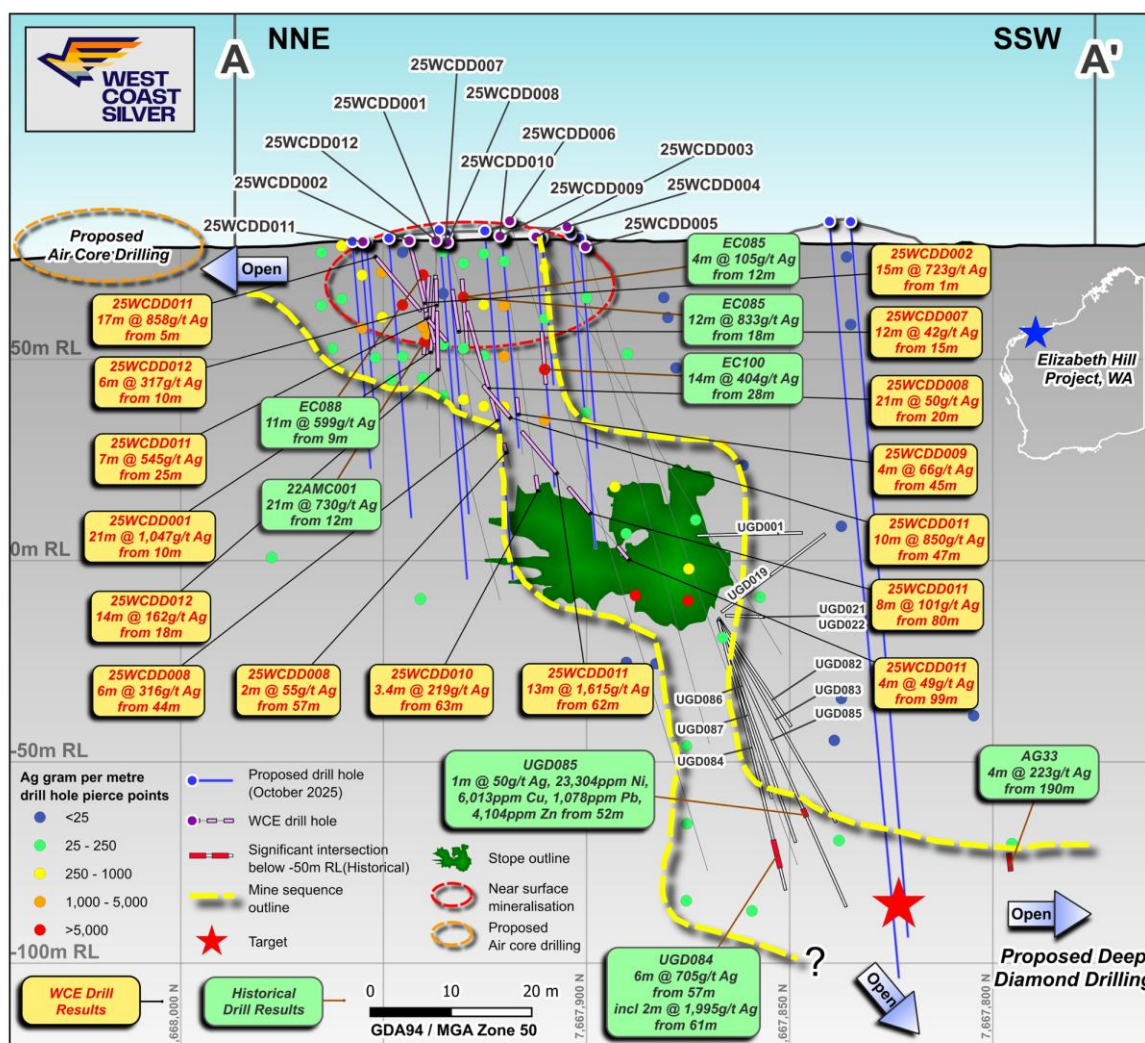 WEST
COAST
SILVER
A
NNE
SSW
A'
25WCDD007
25WCDD001
25WCDD008
25WCDD012
25WCDD006
25WCDD010
25WCDD003
25WCDD002
25WCDD009
25WCDD004
25WCDD011
25WCDD005
Proposed
Air Core Drilling
Open
EC085
4m @ 105g/t Ag
from 12m
25WCDD002
15m @ 723g/t Ag
from 1m
25WCDD011
17m @ 858g/t Ag
from 5m
EC085
12m @ 833g/t Ag
from 18m
25WCDD007
12m @ 42g/t Ag
from 15m
50m RL
Elizabeth Hill
Project, WA
25WCDD012
6m @ 317g/t Ag
from 10m
EC100
14m @ 404g/t Ag
from 28m
25WCDD008
21m @ 50g/t Ag
from 20m
EC088
11m @ 599g/t Ag
from 9m
25WCDD011
7m @ 545g/t Ag
from 25m
25WCDD009
4m @ 66g/t Ag
from 45m
22AMC001
21m @ 730g/t Ag
from 12m
25WCDD001
21m @ 1,047g/t Ag
from 10m
25WCDD011
10m @ 850g/t Ag
from 47m
UGD001
0m RL
UGD019
25WCDD012
14m @ 162g/t Ag
from 18m
25WCDD011
8m @ 101g/t Ag
from 80m
UGD021
UGD022
25WCDD008
6m @ 316g/t Ag
from 44m
25WCDD008
2m @ 55g/t Ag
from 57m
25WCDD010
3.4m @ 219g/t Ag
from 63m
25WCDD011
13m @ 1,615g/t Ag
from 62m
25WCDD011
4m @ 49g/t Ag
from 99m
UGD082
UGD086
UGD083
UGD087
UGD085
UGD084
-50m RL
UGD085
1m @ 50g/t Ag, 23,304ppm Ni,
6,013ppm Cu, 1,078ppm Pb,
4,104ppm Zn from 52m
AG33
4m @ 223g/t Ag
from 190m
Ag gram per metre
drill hole pierce points
<25
25 - 250
250 - 1000
1,000 - 5,000
>5,000
Proposed drill hole
(October 2025)
WCE drill hole
Significant intersection
below -50m RL(Historical)
Mine sequence
outline
Target
Stope outline
Near surface
mineralisation
Proposed
Air core drilling
Open
-100m RL
?
Proposed Deep
Diamond Drilling
Open
UGD084
6m @ 705g/t Ag
from 57m
incl 2m @ 1,995g/t Ag
from 61m
WCE Drill
Results
Historical
Drill Results
0 10 20 m
GDA94 / MGA Zone 50
,668,000 N
7,667,900 N
7,667,850 N
7,667,800 N